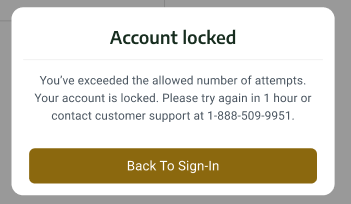 Account locked
You've exceeded the allowed number of attempts.
Your account is locked. Please try again in 1 hour or
contact customer support at 1-888-509-9951.
Back To Sign-In